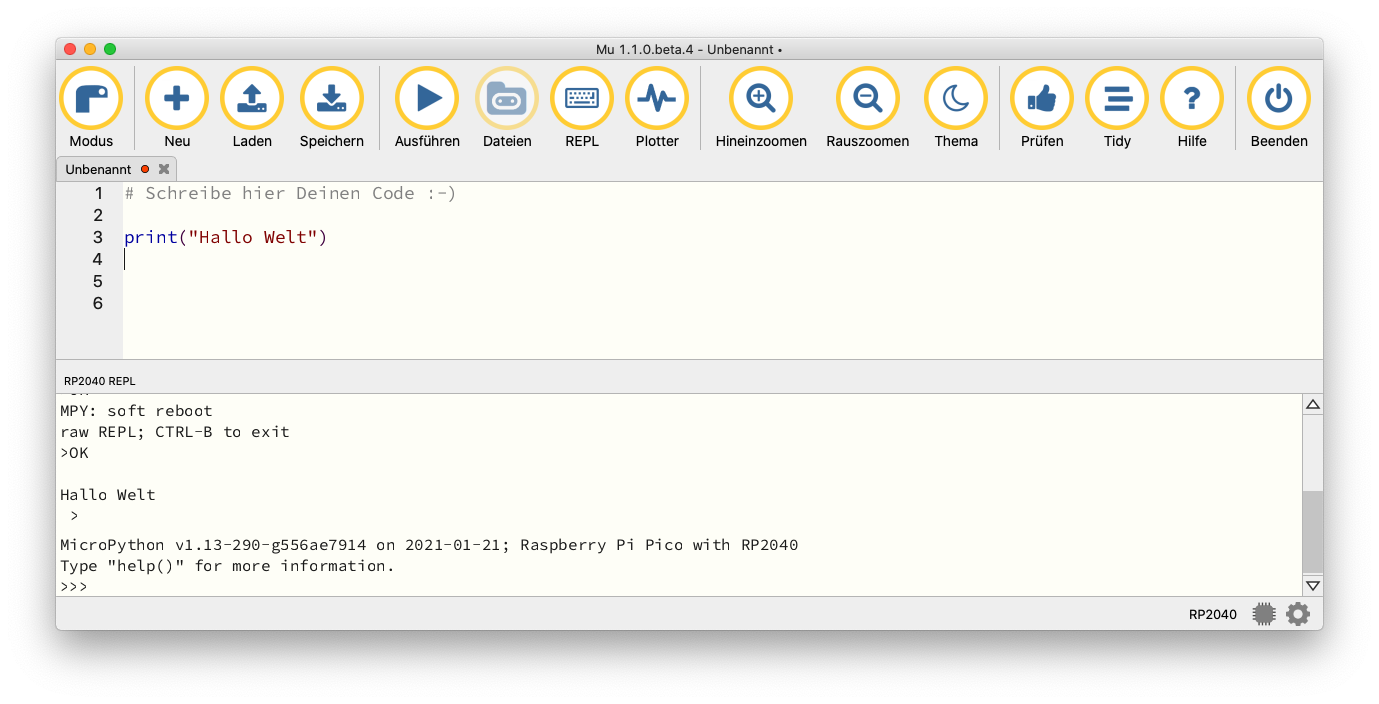 Mu 1.1.0.beta.4 - Unbenannt •
Modus Neu Laden Speichern Ausführen Dateien REPL Plotter Hineinzoomen Rauszoomen Thema Prüfen Tidy Hilfe Beenden
Unbenannt
1 # Schreibe hier Deinen Code :-)
2
3 print("Hallo Welt")
4
5
6
RP2040 REPL
MPY: soft reboot
raw REPL; CTRL-B to exit
>OK
Hallo Welt
>
MicroPython v1.13-290-g556ae7914 on 2021-01-21; Raspberry Pi Pico with RP2040
Type "help()" for more information.
>>>
RP2040